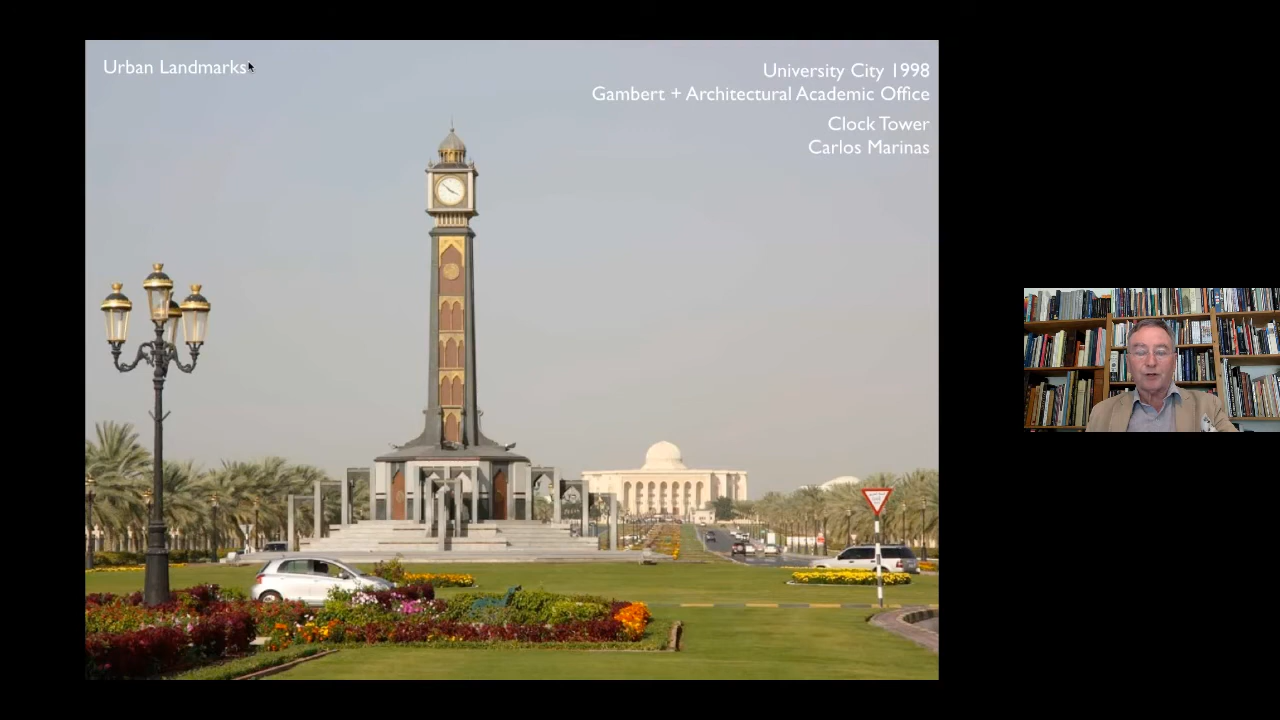 Urban Landmarks
University City 1998
Gambert + Architectural Academic Office
Clock Tower
Carlos Marinas